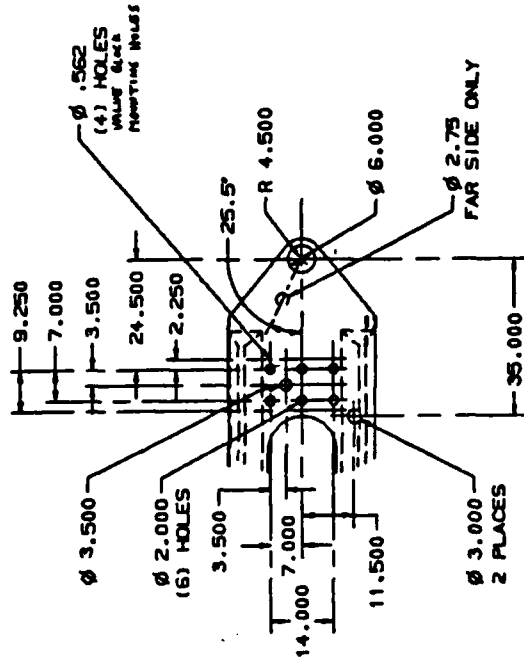 Ø .562
(4) HOLES
VALVE BLOCK
MOUNTING HOLES
9.250
7.000
3.500
24.500
2.250
25.5°
R 4.500
Ø 6.000
Ø 2.75
FAR SIDE ONLY
Ø 3.500
Ø 2.000
(6) HOLES
3.500
7.000
14.000
11.500
Ø 3.000
2 PLACES
35.000